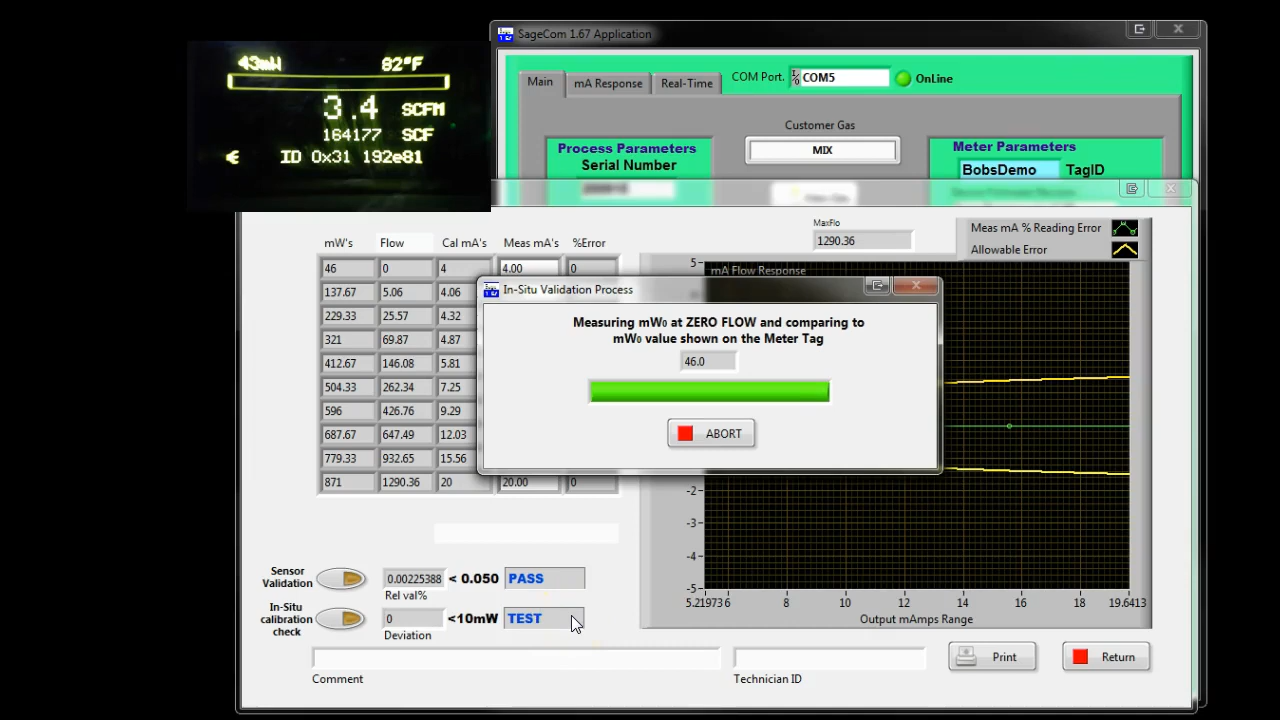 SageCom 1.67 Application
43mW 82°F
3.4 SCFM
164177 SCF
ID 0x31 192e81
Main mA Response Real-Time COM Port. COM5 OnLine
Customer Gas
MIX
Process Parameters
Serial Number
Meter Parameters
BobsDemo TagID
MaxFlo
1290.36
Meas mA % Reading Error
Allowable Error
mW's Flow Cal mA's Meas mA's %Error
46 0 4 4.00 0
137.67 5.06 4.06
229.33 25.57 4.32
321 69.87 4.87
412.67 146.08 5.81
504.33 262.34 7.25
596 426.76 9.29
687.67 647.49 12.03
779.33 932.65 15.56
871 1290.36 20 20.00 0
In-Situ Validation Process
Measuring mW0 at ZERO FLOW and comparing to
mW0 value shown on the Meter Tag
46.0
ABORT
mA Flow Response
5
-2
-3
-4
-5
5.21973 6 8 10 12 14 16 18 19.6413
Output mAmps Range
Sensor
Validation
0.00225388 < 0.050 PASS
Rel val%
In-Situ
calibration
check
0 <10mW TEST
Deviation
Comment
Technician ID
Print
Return